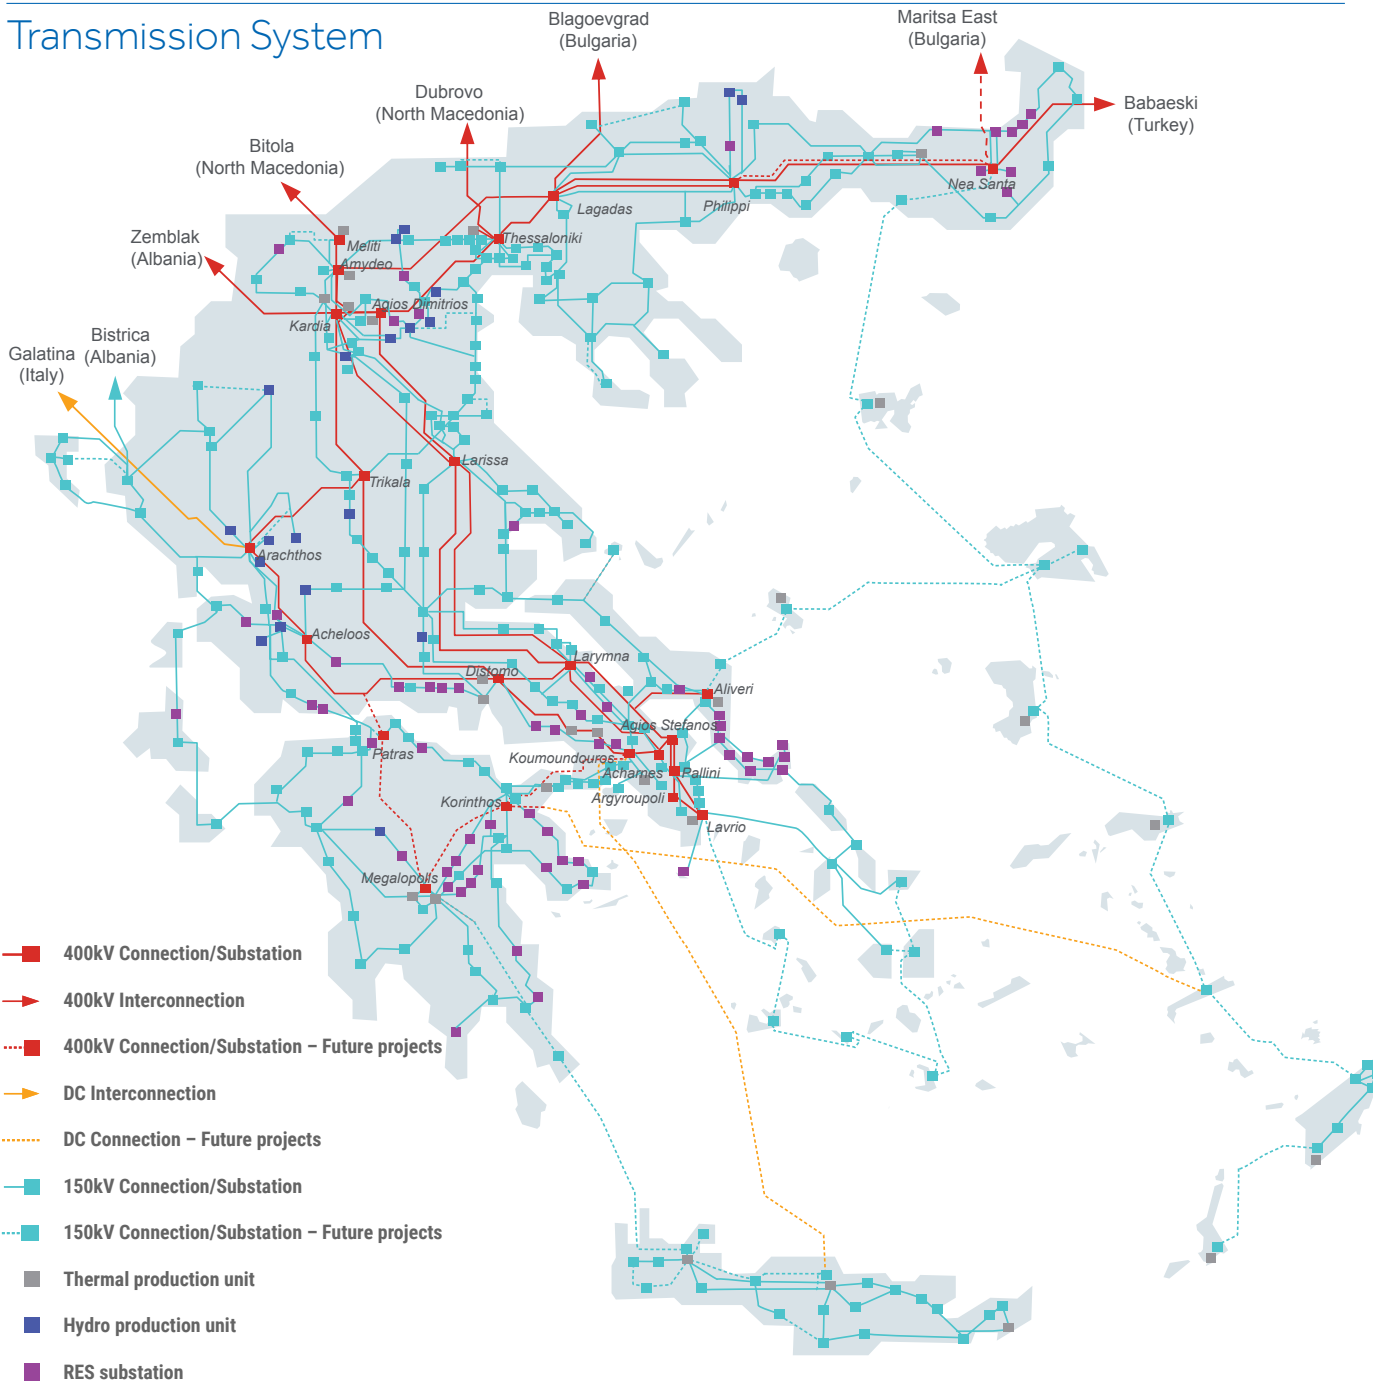 Transmission System
Blagoevgrad
(Bulgaria)
Maritsa East
(Bulgaria)
Dubrovo
(North Macedonia)
Babaeski
(Turkey)
Bitola
(North Macedonia)
Zemblak
(Albania)
Bistrica
(Albania)
Galatina
(Italy)
Nea Santa
Philippi
Lagadas
Thessaloniki
Meliti
Amydeo
Agios Dimitrios
Kardia
Larissa
Trikala
Arachthos
Acheloos
Larymna
Distomo
Aliveri
Agios Stefanos
Patras
Koumoundouros
Acharnes
Pallini
Argyroupoli
Korinthos
Lavrio
Megalopolis
400kV Connection/Substation
400kV Interconnection
400kV Connection/Substation – Future projects
DC Interconnection
DC Connection – Future projects
150kV Connection/Substation
150kV Connection/Substation – Future projects
Thermal production unit
Hydro production unit
RES substation